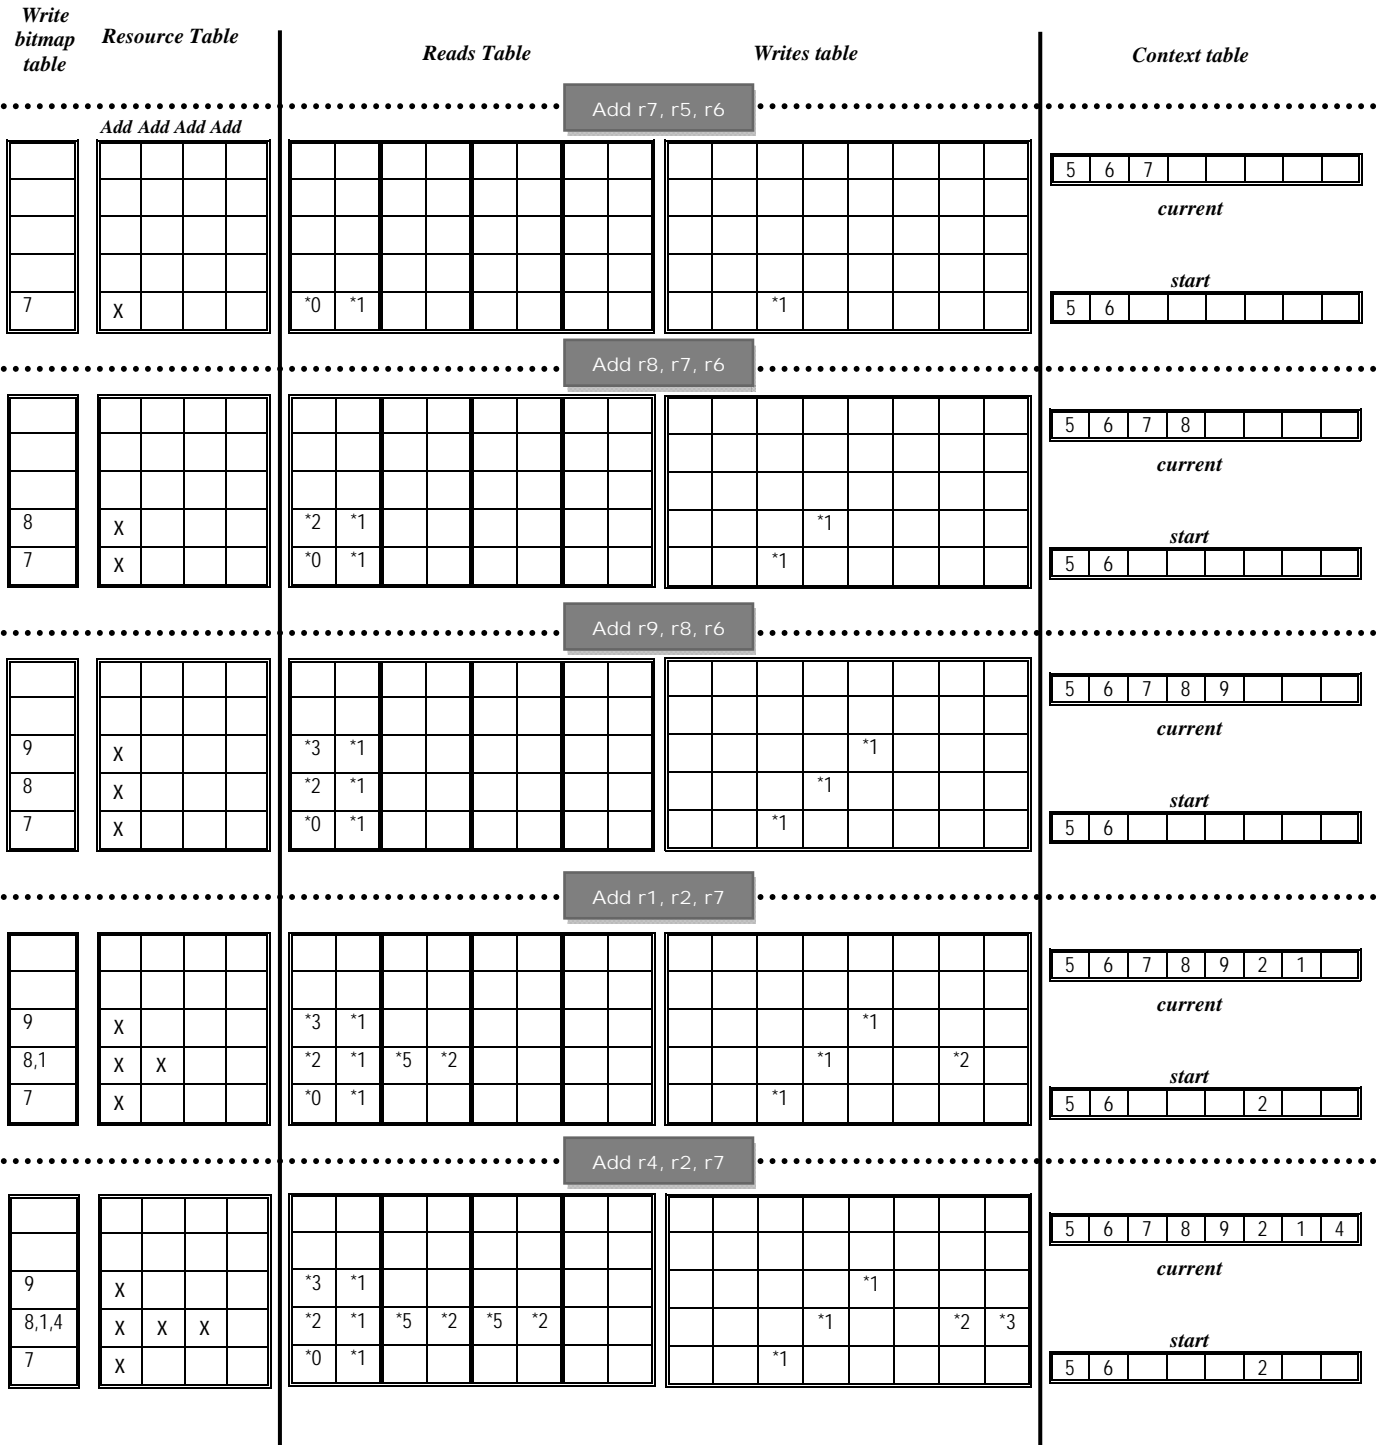 Write bitmap table
Resource Table
Reads Table
Writes table
Context table
Add r7, r5, r6
Add Add Add Add
5 6 7
current
start
7 x *0 *1 *1 5 6
Add r8, r7, r6
5 6 7 8
current
8 x *2 *1 *1
start
7 x *0 *1 *1 5 6
Add r9, r8, r6
5 6 7 8 9
current
9 x *3 *1 *1
8 x *2 *1 *1
start
7 x *0 *1 *1 5 6
Add r1, r2, r7
5 6 7 8 9 2 1
current
9 x *3 *1 *1
8,1 x x *2 *1 *5 *2 *1 *2
start
7 x *0 *1 *1 5 6 2
Add r4, r2, r7
5 6 7 8 9 2 1 4
current
9 x *3 *1 *1
8,1,4 x x x *2 *1 *5 *2 *5 *2 *1 *2 *3
start
7 x *0 *1 *1 5 6 2